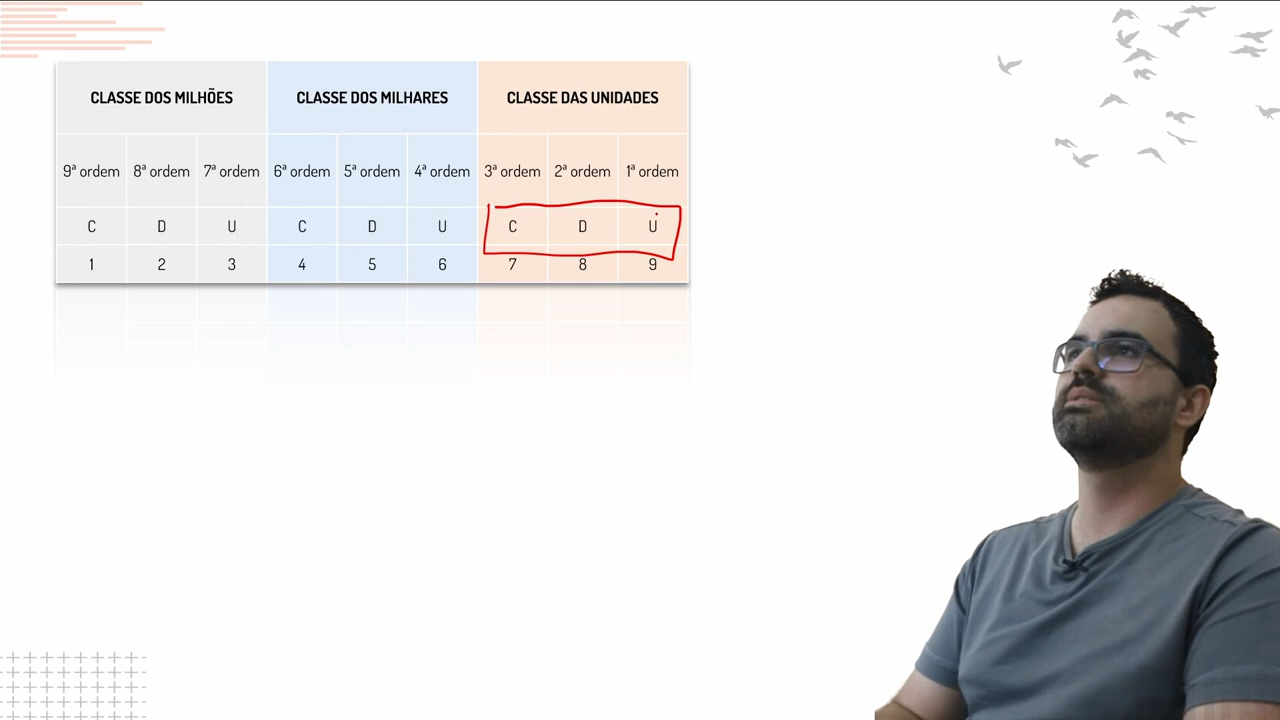 CLASSE DOS MILHÕES CLASSE DOS MILHARES CLASSE DAS UNIDADES
9ª ordem 8ª ordem 7ª ordem 6ª ordem 5ª ordem 4ª ordem 3ª ordem 2ª ordem 1ª ordem
C D U C D U C D U
1 2 3 4 5 6 7 8 9